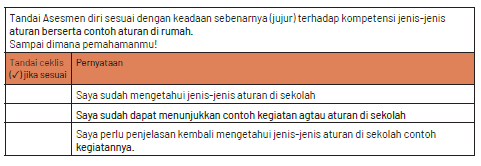 Tandai Asesmen diri sesuai dengan keadaan sebenarnya (jujur) terhadap kompetensi jenis-jenis
aturan berserta contoh aturan di rumah.
Sampai dimana pemahamanmu!
Tandai ceklis Pernyataan
(✓) jika sesuai
Saya sudah mengetahui jenis-jenis aturan di sekolah
Saya sudah dapat menunjukkan contoh kegiatan agtau aturan di sekolah
Saya perlu penjelasan kembali mengetahui jenis-jenis aturan di sekolah contoh
kegiatannya.